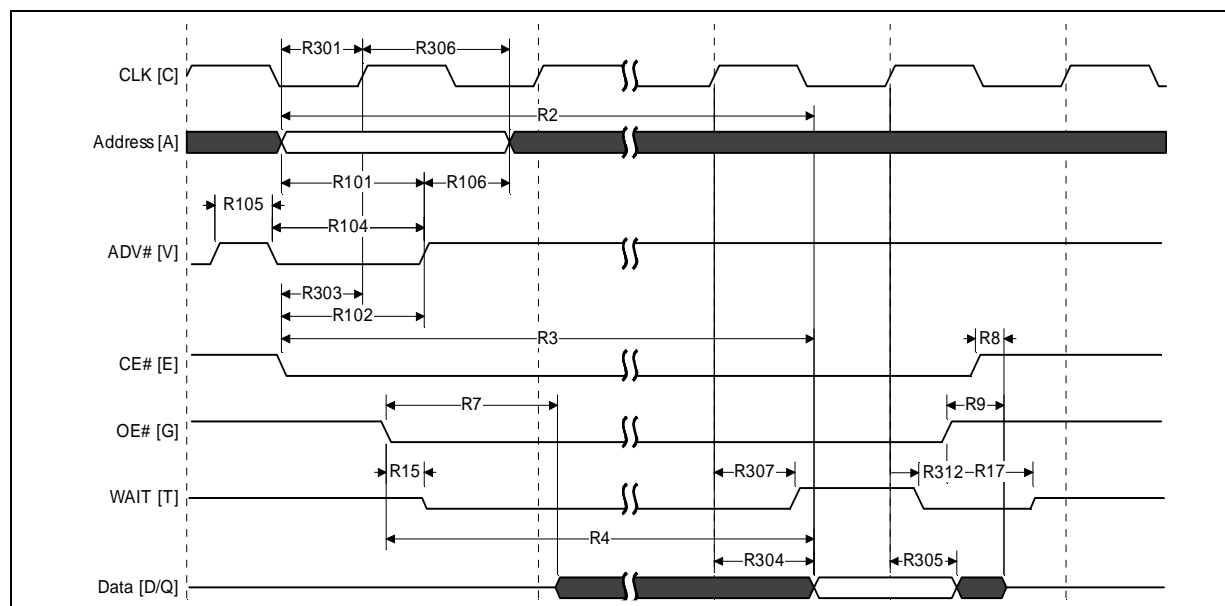 R301 R306
CLK [C]
R2
Address [A]
R101 R106
R105
R104
ADV# [V]
R303
R102
R3 R8
CE# [E]
R7 R9
OE# [G]
R15 R307 R312 R17
WAIT [T]
R4
R304 R305
Data [D/Q]